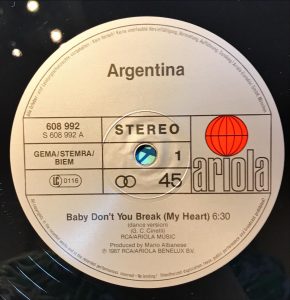 Argentina
608 992
S 608 992 A
STEREO
GEMA/STEMRA/
BIEM
1
LC 0116
45
ariola
Baby Don't You Break (My Heart) 6:30
(dance version)
(G. C. Cinelli)
RCA/ARIOLA MUSIC
Produced by Mario Albanese
℗ 1987 RCA/ARIOLA BENELUX B.V.